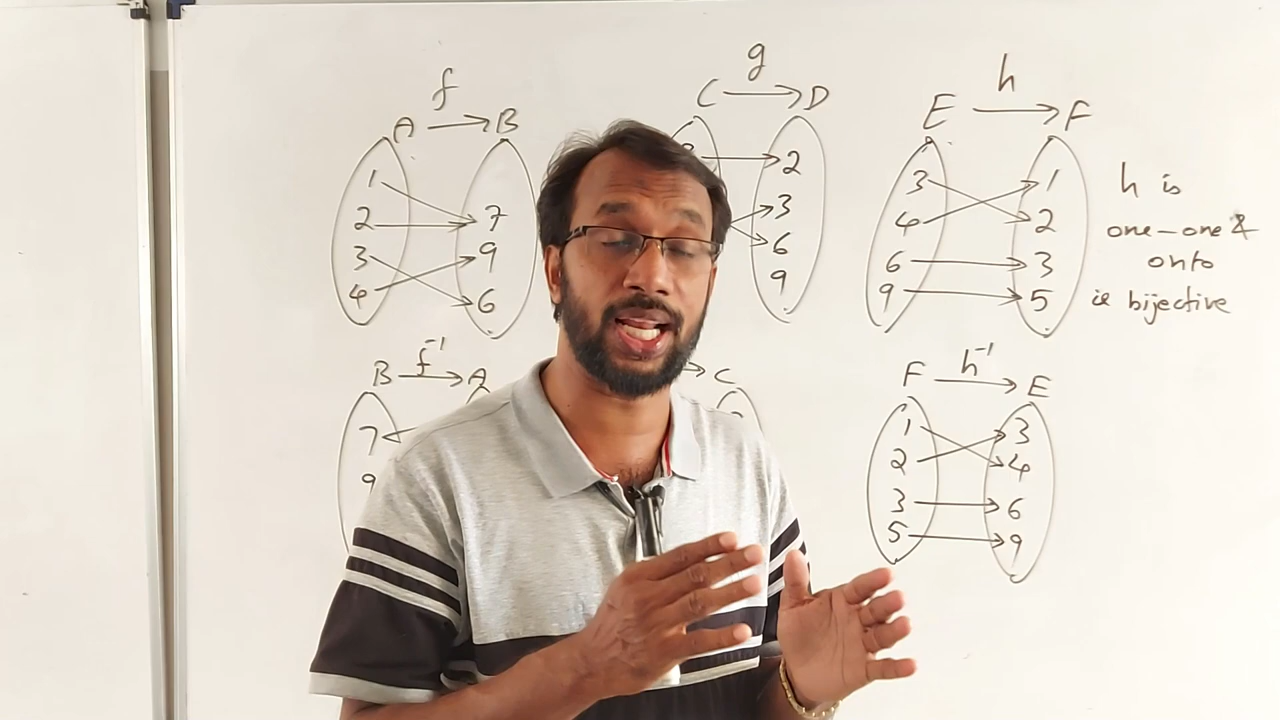 f
A → B
1
2
3
4
7
9
6
g
C → D
2
3
6
9
h
E → F
3
4
6
9
1
2
3
5
h is
one-one &
onto
ie bijective
f⁻¹
B → A
7
9
→ C
h⁻¹
F → E
1
2
3
5
3
4
6
9